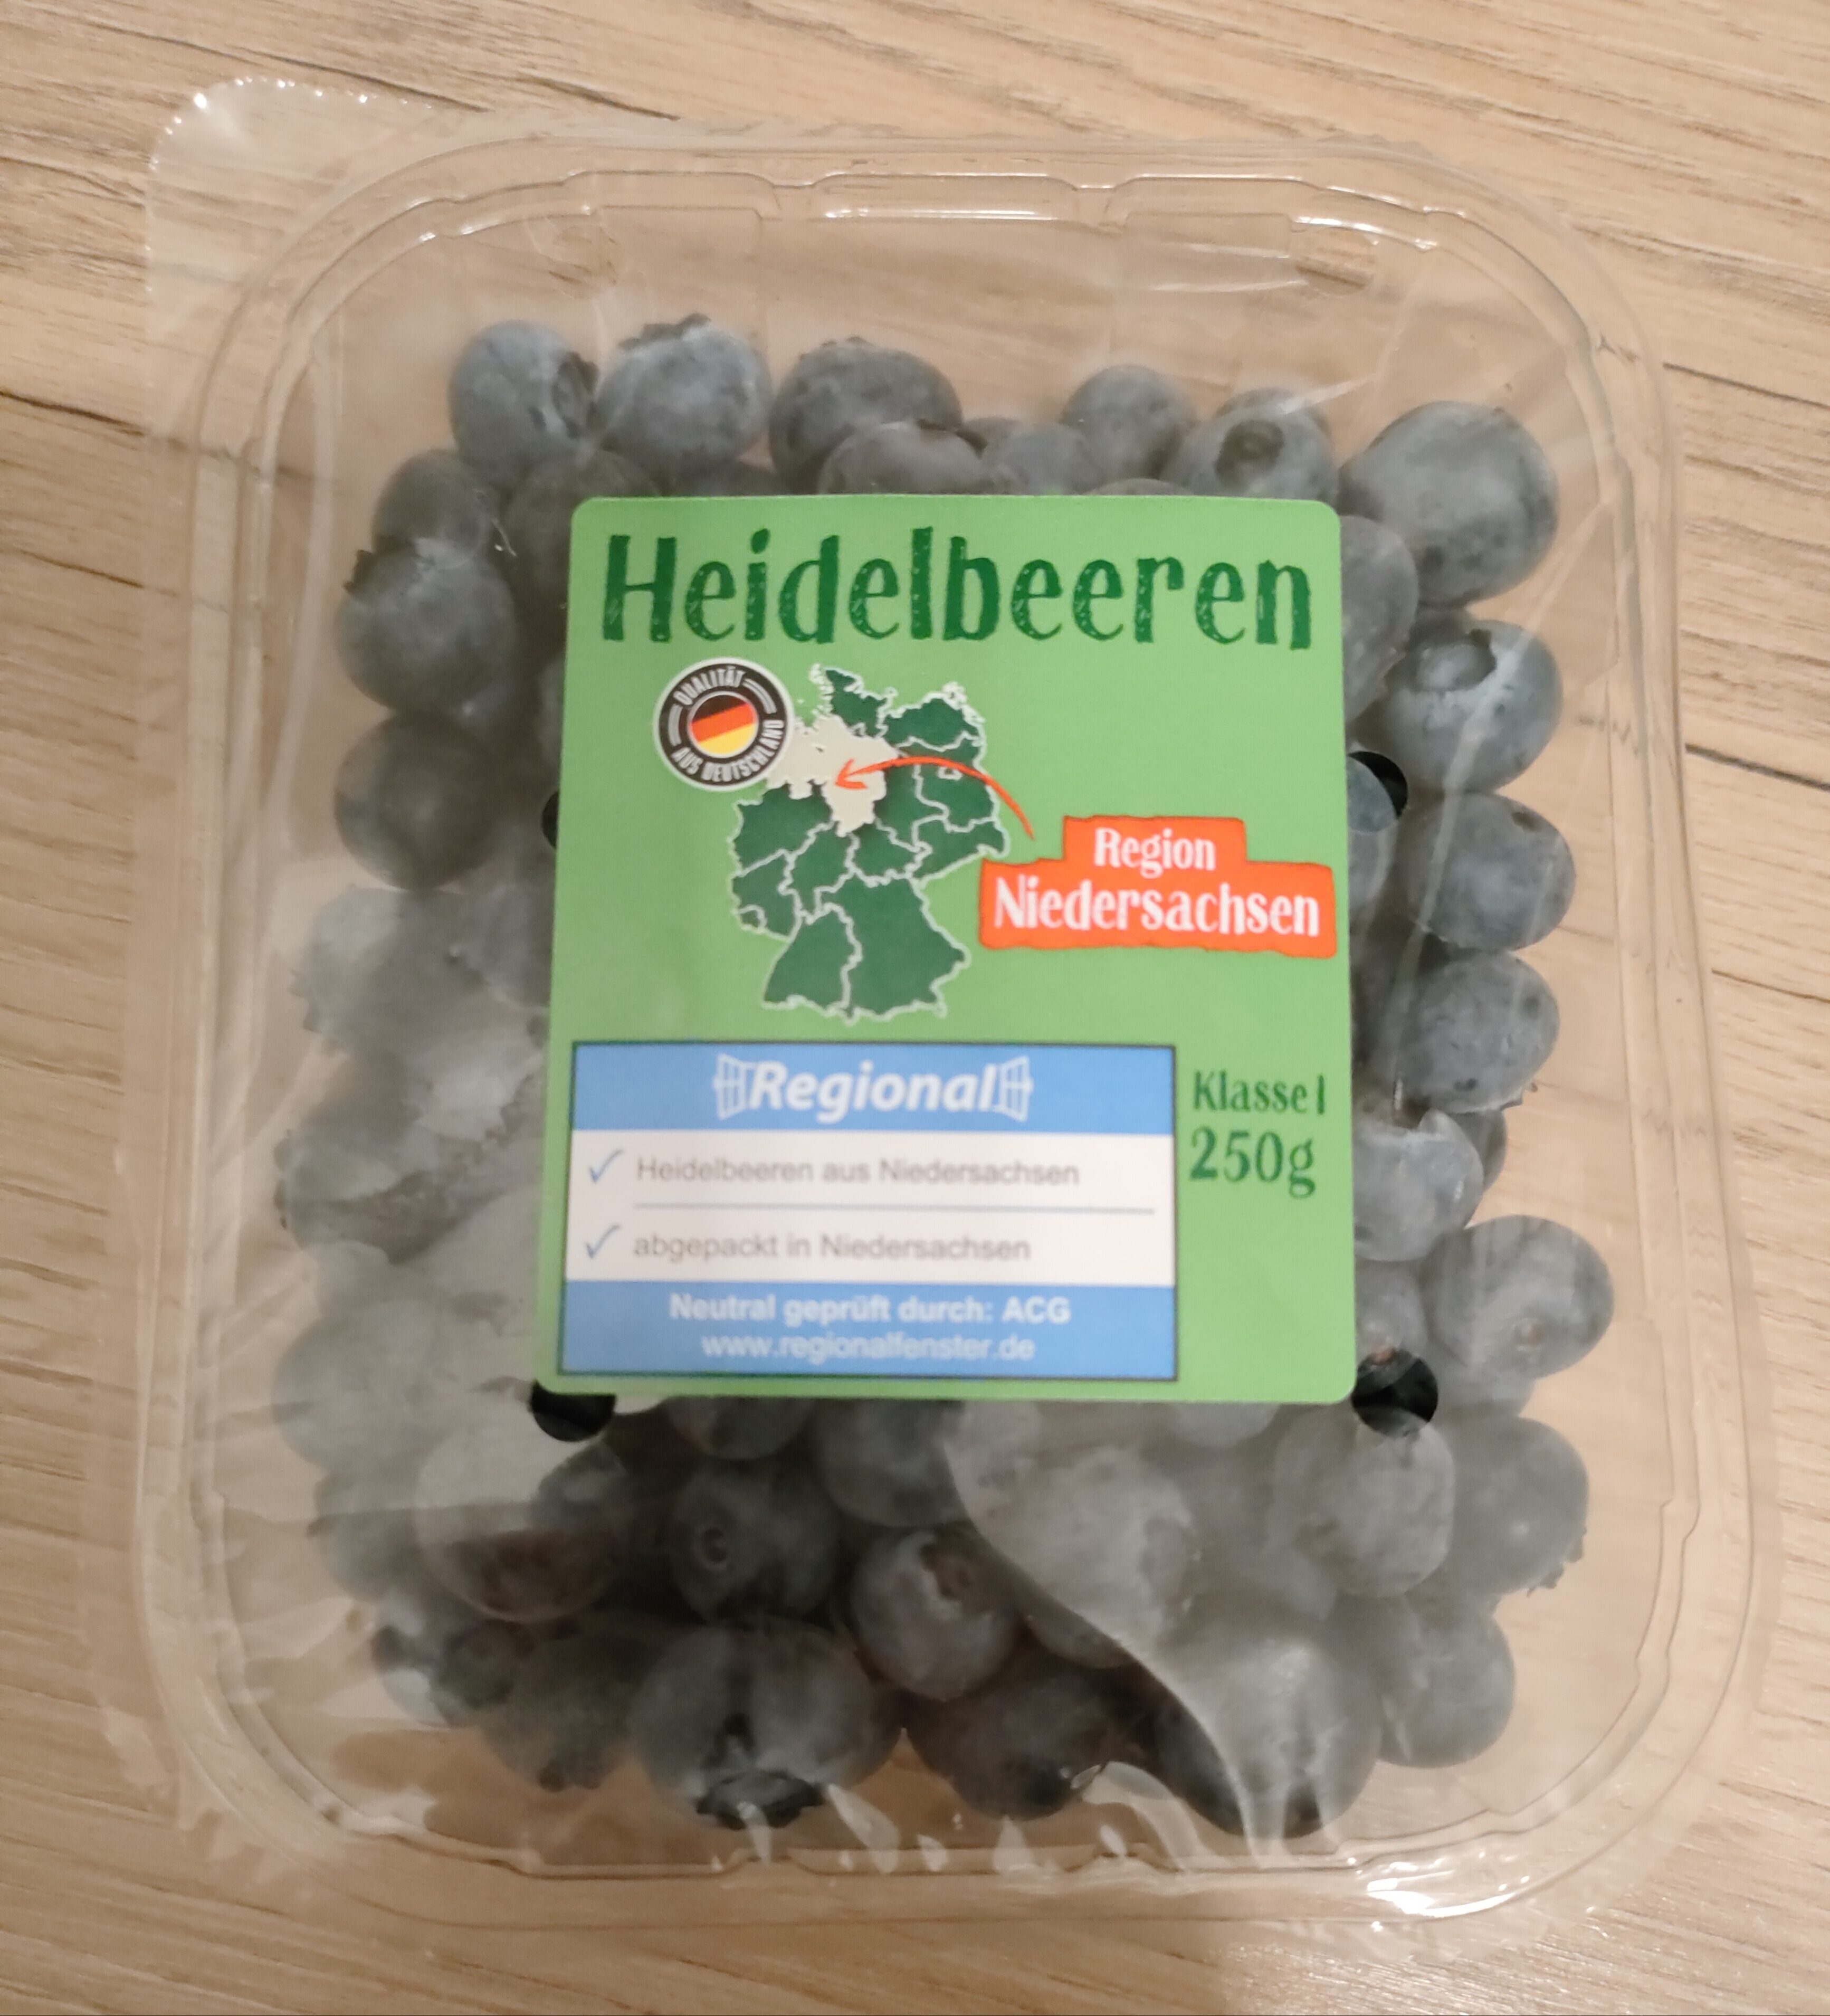 Heidelbeeren
QUALITÄT
AUS DEUTSCHLAND
Region
Niedersachsen
Regional
Heidelbeeren aus Niedersachsen
abgepackt in Niedersachsen
Neutral geprüft durch: ACG
www.regionalfenster.de
Klasse I
250g